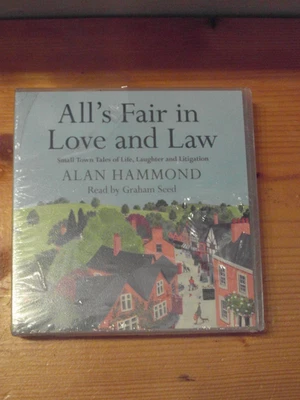 All's Fair in
Love and Law
Small Town Tales of Life, Laughter and Litigation
ALAN HAMMOND
Read by Graham Seed